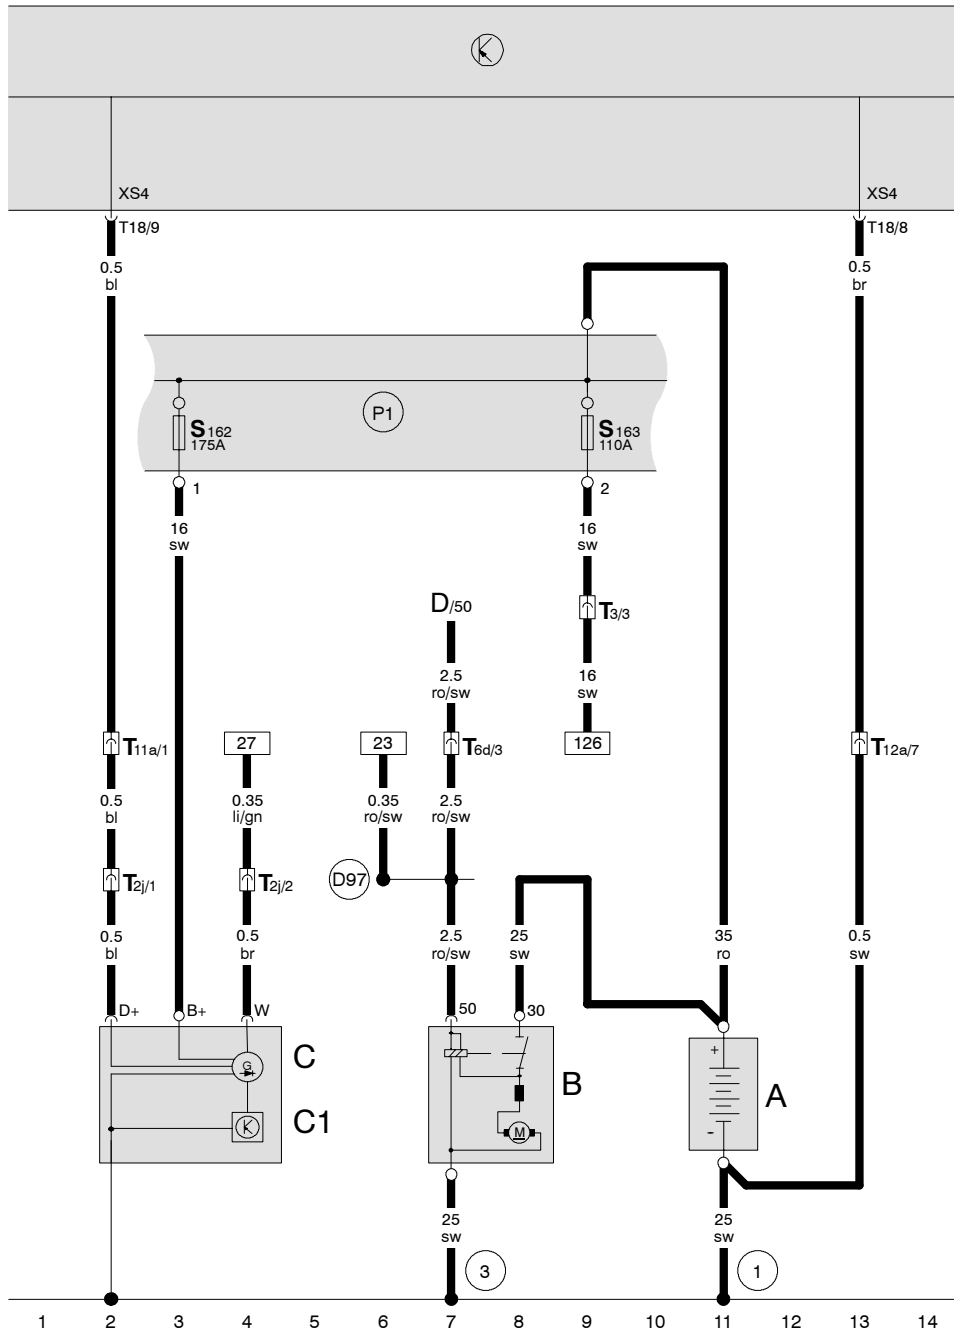 XS4
XS4
T18/9
T18/8
0.5
bl
0.5
br
P1
S162
175A
S163
110A
1
2
16
sw
16
sw
D/50
T3/3
2.5
ro/sw
16
sw
T11a/1
27
23
T6d/3
126
T12a/7
0.5
bl
0.35
li/gn
0.35
ro/sw
2.5
ro/sw
T2j/1
T2j/2
D97
0.5
bl
0.5
br
2.5
ro/sw
25
sw
35
ro
0.5
sw
D+
B+
W
50
30
G
C
C1
M
B
+
-
A
25
sw
25
sw
3
1
1 2 3 4 5 6 7 8 9 10 11 12 13 14